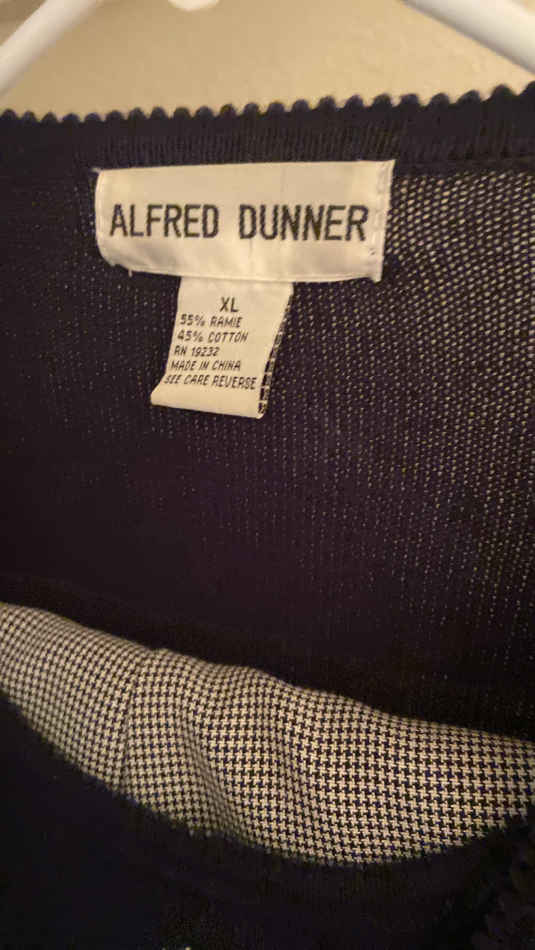 ALFRED DUNNER
XL
55% RAMIE
45% COTTON
RN 19232
MADE IN CHINA
SEE CARE REVERSE